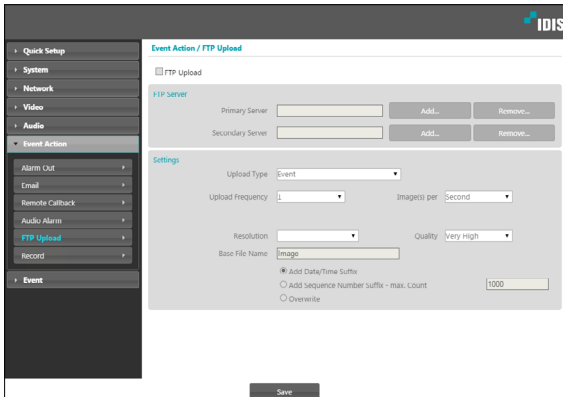 IDIS
Quick Setup
System
Network
Video
Audio
Event Action
Alarm Out
Email
Remote Callback
Audio Alarm
FTP Upload
Record
Event
Event Action / FTP Upload
FTP Upload
FTP Server
Primary Server Add... Remove...
Secondary Server Add... Remove...
Settings
Upload Type Event
Upload Frequency 1 Image(s) per Second
Resolution Quality Very High
Base File Name Image
Add Date/Time Suffix
Add Sequence Number Suffix - max. Count 1000
Overwrite
Save